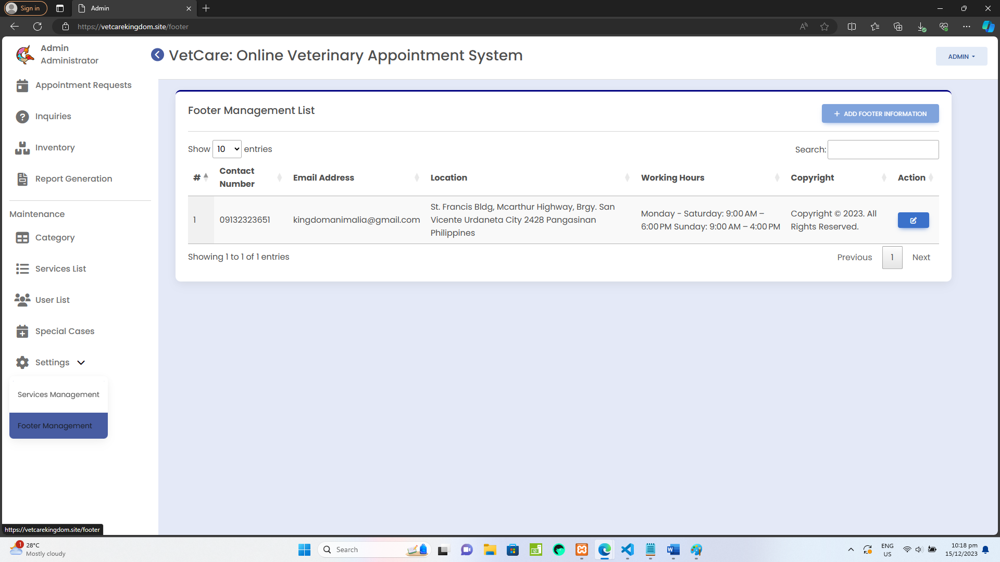 Sign in
Admin
https://vetcarekingdom.site/footer
Admin
Administrator
VetCare: Online Veterinary Appointment System
ADMIN
Appointment Requests
Inquiries
Inventory
Report Generation
Maintenance
Category
Services List
User List
Special Cases
Settings
Services Management
Footer Management
Footer Management List
+ ADD FOOTER INFORMATION
Show 10 entries
Search:
# Contact Number Email Address Location Working Hours Copyright Action
1 09132323651 kingdomanimalia@gmail.com
St. Francis Bldg, Mcarthur Highway, Brgy. San
Vicente Urdaneta City 2428 Pangasinan
Philippines
Monday - Saturday: 9:00 AM –
6:00 PM Sunday: 9:00 AM – 4:00 PM
Copyright © 2023. All
Rights Reserved.
Showing 1 to 1 of 1 entries
Previous 1 Next
https://vetcarekingdom.site/footer
1
28°C
Mostly cloudy
Search
ENG
US
10:18 pm
15/12/2023